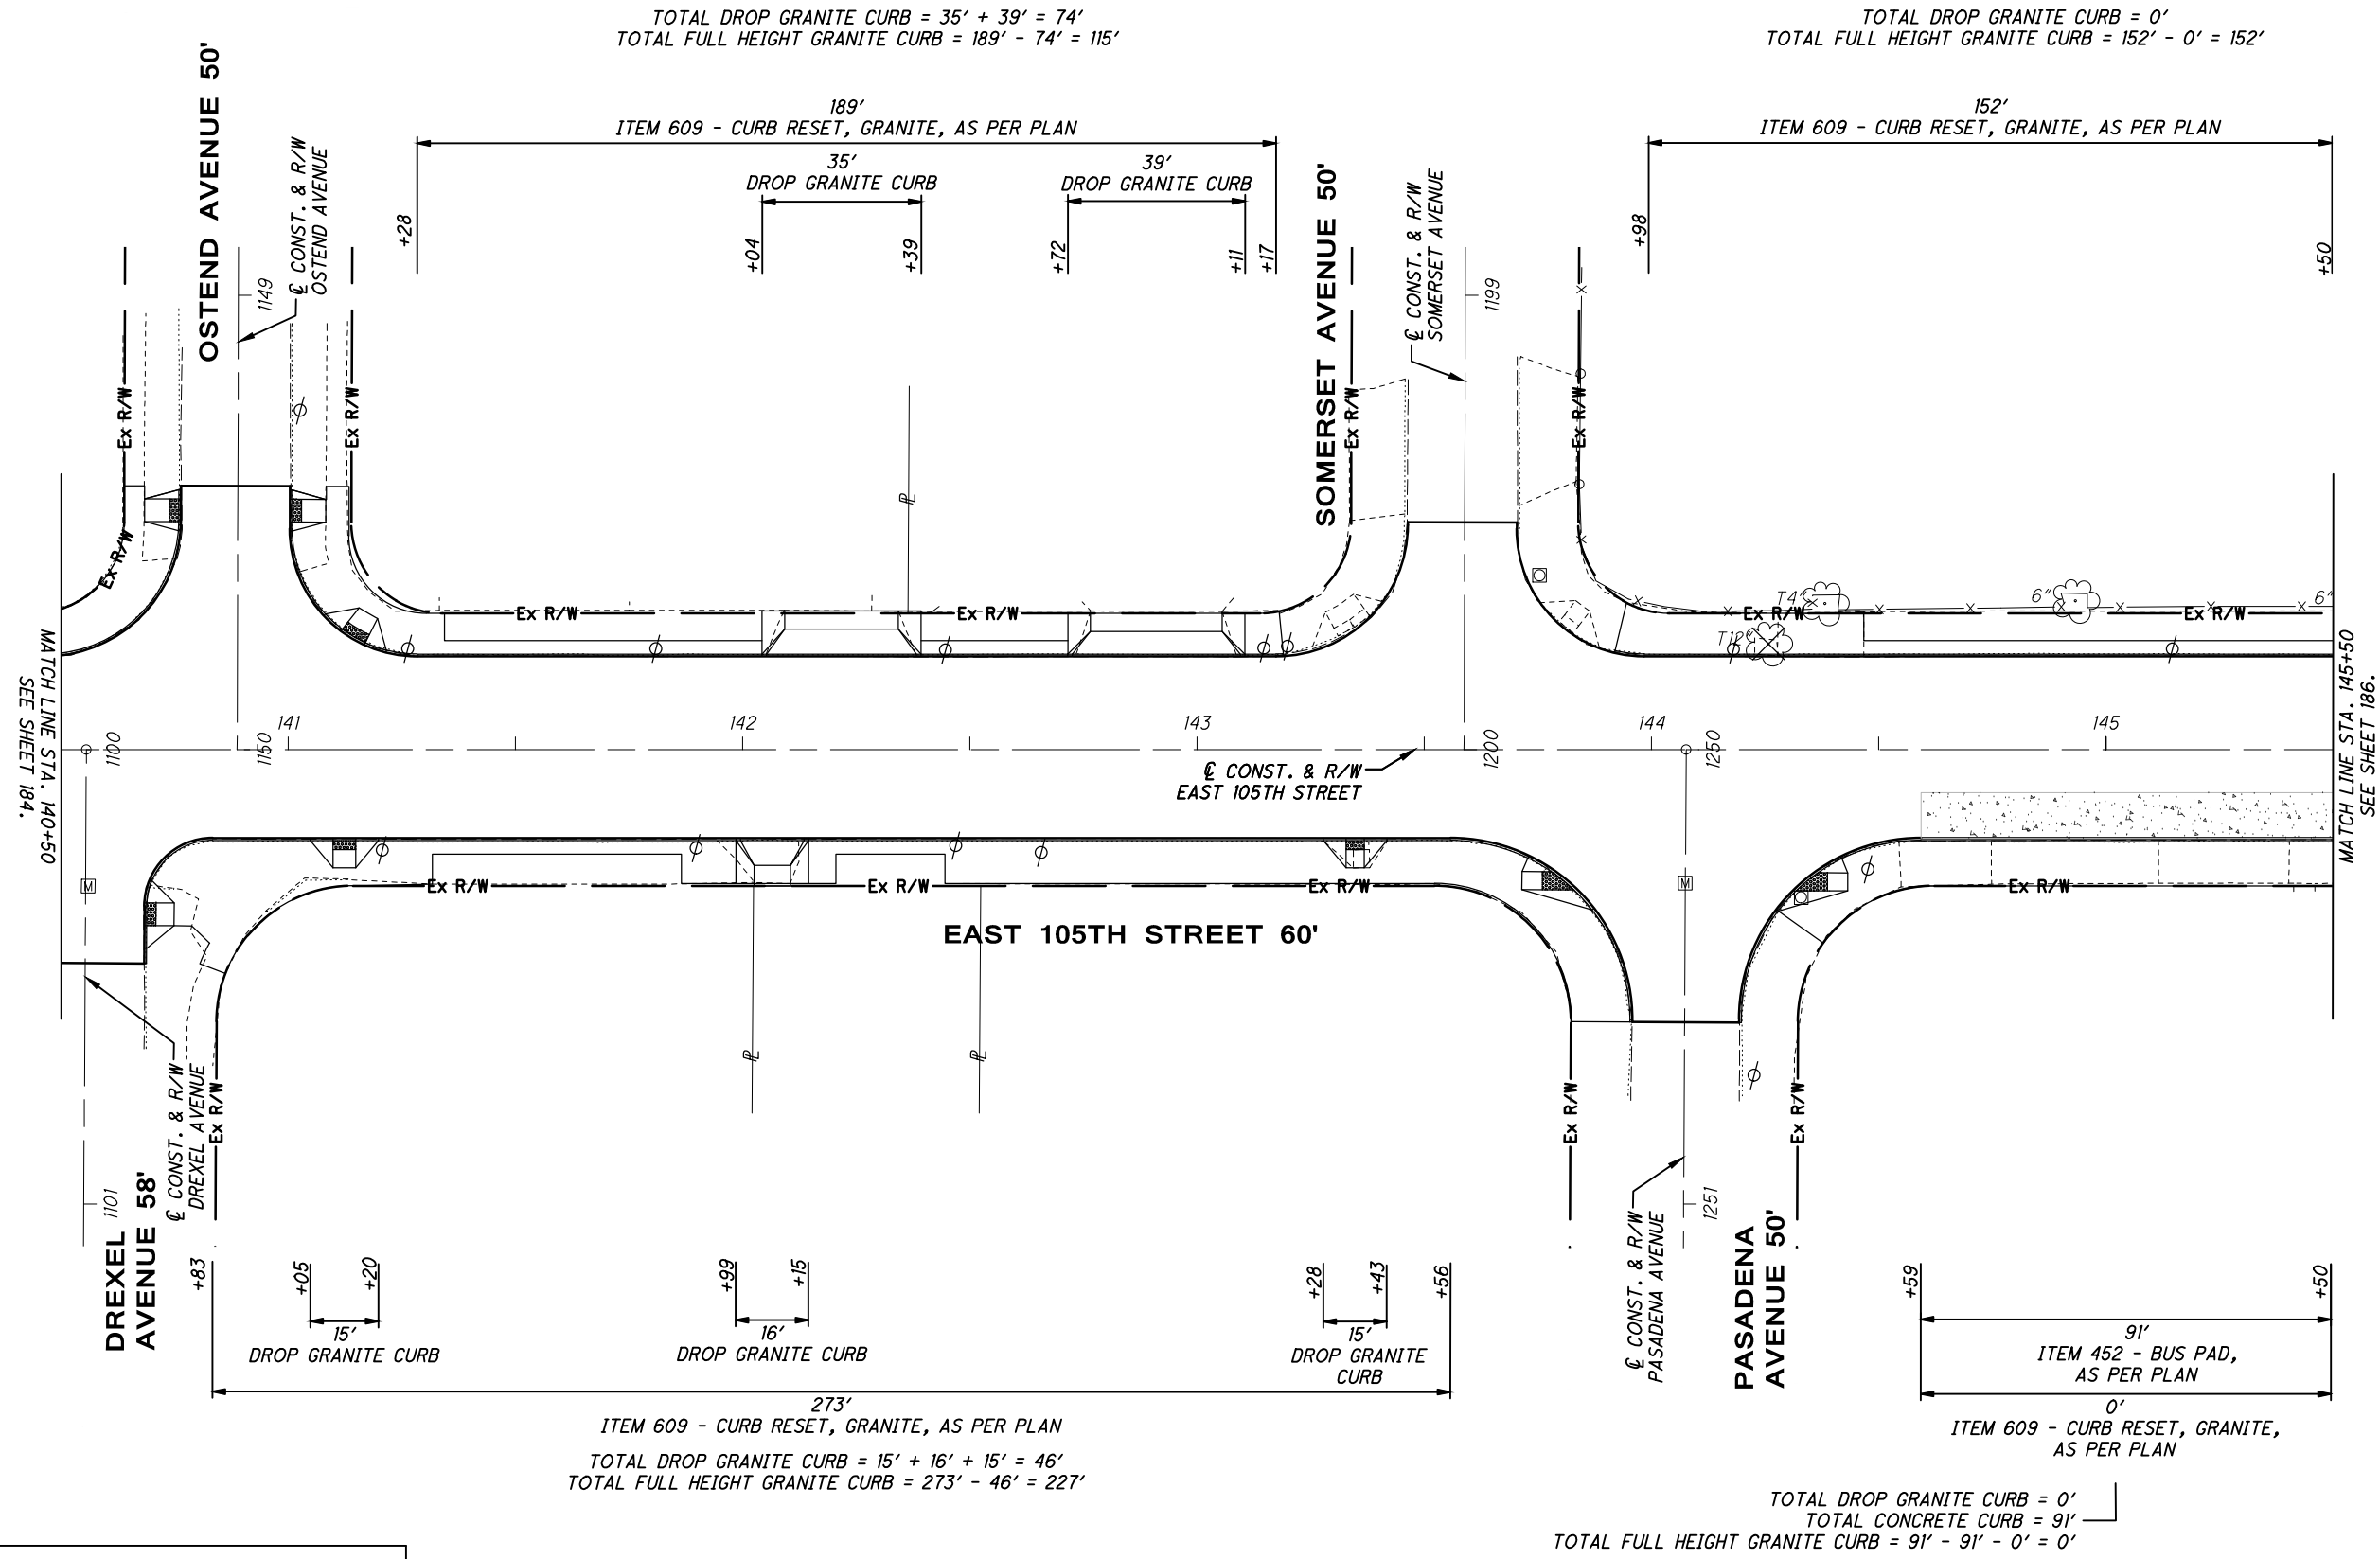 TOTAL DROP GRANITE CURB = 35' + 39' = 74'
TOTAL FULL HEIGHT GRANITE CURB = 189' - 74' = 115'
TOTAL DROP GRANITE CURB = 0'
TOTAL FULL HEIGHT GRANITE CURB = 152' - 0' = 152'
189'
ITEM 609 - CURB RESET, GRANITE, AS PER PLAN
152'
ITEM 609 - CURB RESET, GRANITE, AS PER PLAN
35'
DROP GRANITE CURB
39'
DROP GRANITE CURB
+28
+04
+39
+72
+11
+17
+98
+50
OSTEND AVENUE 50'
℄ CONST. & R/W
OSTEND AVENUE
1149
SOMERSET AVENUE 50'
℄ CONST. & R/W
SOMERSET AVENUE
1199
Ex R/W
Ex R/W
Ex R/W
Ex R/W
Ex R/W
℄
Ex R/W
Ex R/W
T4"
6"
6"
Ex R/W
Ex R/W
T12"
MATCH LINE STA. 140+50
SEE SHEET 184.
MATCH LINE STA. 145+50
SEE SHEET 186.
1100
1150
141
142
143
1200
144
1250
145
℄ CONST. & R/W
EAST 105TH STREET
M
M
Ex R/W
Ex R/W
Ex R/W
Ex R/W
EAST 105TH STREET 60'
℄
℄
℄ CONST. & R/W
DREXEL AVENUE
Ex R/W
Ex R/W
Ex R/W
1101
DREXEL
AVENUE 58'
℄ CONST. & R/W
PASADENA AVENUE
1251
PASADENA
AVENUE 50'
+83
+05
+20
+99
+15
+28
+43
+56
+59
+50
15'
DROP GRANITE CURB
16'
DROP GRANITE CURB
15'
DROP GRANITE
CURB
91'
ITEM 452 - BUS PAD,
AS PER PLAN
273'
ITEM 609 - CURB RESET, GRANITE, AS PER PLAN
0'
ITEM 609 - CURB RESET, GRANITE,
AS PER PLAN
TOTAL DROP GRANITE CURB = 15' + 16' + 15' = 46'
TOTAL FULL HEIGHT GRANITE CURB = 273' - 46' = 227'
TOTAL DROP GRANITE CURB = 0'
TOTAL CONCRETE CURB = 91'
TOTAL FULL HEIGHT GRANITE CURB = 91' - 91' - 0' = 0'